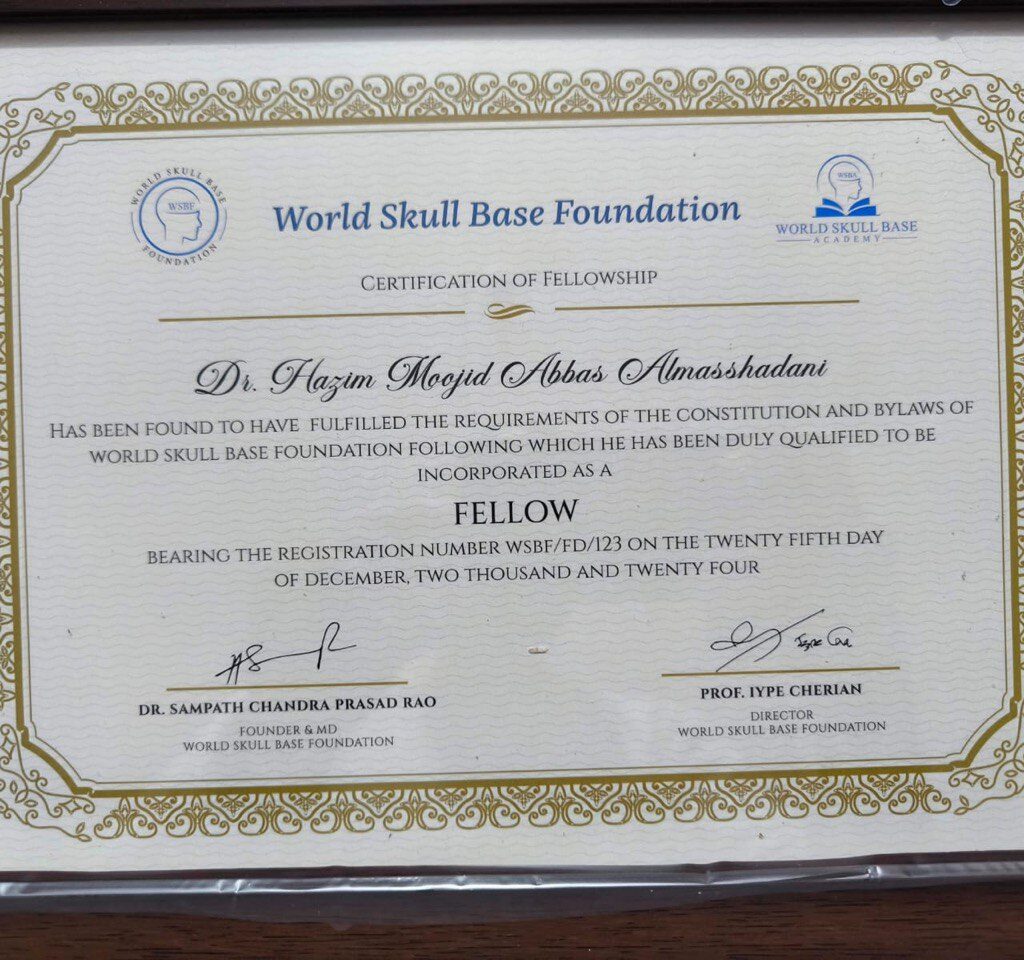 WORLD SKULL BASE
WSBF
FOUNDATION
World Skull Base Foundation
WSBA
WORLD SKULL BASE
ACADEMY
CERTIFICATION OF FELLOWSHIP
Dr. Hazim Moojid Abbas Almasshadani
HAS BEEN FOUND TO HAVE FULFILLED THE REQUIREMENTS OF THE CONSTITUTION AND BYLAWS OF
WORLD SKULL BASE FOUNDATION FOLLOWING WHICH HE HAS BEEN DULY QUALIFIED TO BE
INCORPORATED AS A
FELLOW
BEARING THE REGISTRATION NUMBER WSBF/FD/123 ON THE TWENTY FIFTH DAY
OF DECEMBER, TWO THOUSAND AND TWENTY FOUR
DR. SAMPATH CHANDRA PRASAD RAO
FOUNDER & MD
WORLD SKULL BASE FOUNDATION
PROF. IYPE CHERIAN
DIRECTOR
WORLD SKULL BASE FOUNDATION